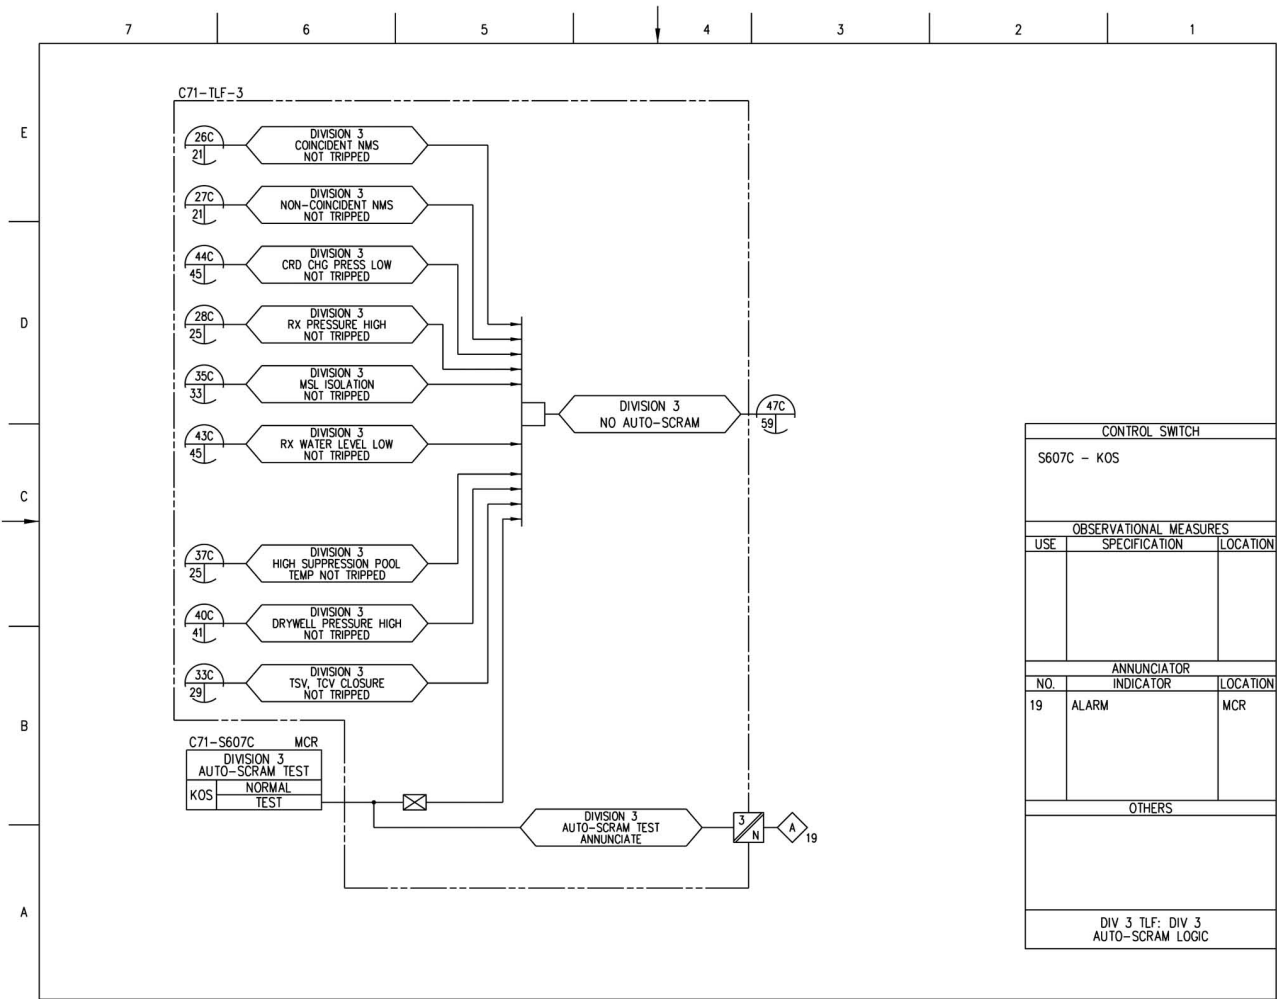 7 6 5 4 3 2 1
E
D
C
B
A
C71-TLF-3
26C
21
DIVISION 3
COINCIDENT NMS
NOT TRIPPED
27C
21
DIVISION 3
NON-COINCIDENT NMS
NOT TRIPPED
44C
45
DIVISION 3
CRD CHG PRESS LOW
NOT TRIPPED
28C
25
DIVISION 3
RX PRESSURE HIGH
NOT TRIPPED
35C
33
DIVISION 3
MSL ISOLATION
NOT TRIPPED
43C
45
DIVISION 3
RX WATER LEVEL LOW
NOT TRIPPED
37C
25
DIVISION 3
HIGH SUPPRESSION POOL
TEMP NOT TRIPPED
40C
41
DIVISION 3
DRYWELL PRESSURE HIGH
NOT TRIPPED
33C
29
DIVISION 3
TSV, TCV CLOSURE
NOT TRIPPED
DIVISION 3
NO AUTO-SCRAM
47C
59
C71-S607C MCR
DIVISION 3
AUTO-SCRAM TEST
KOS
NORMAL
TEST
DIVISION 3
AUTO-SCRAM TEST
ANNUNCIATE
3
N
A
19
CONTROL SWITCH
S607C - KOS
OBSERVATIONAL MEASURES
USE SPECIFICATION LOCATION
ANNUNCIATOR
NO. INDICATOR LOCATION
19 ALARM MCR
OTHERS
DIV 3 TLF: DIV 3
AUTO-SCRAM LOGIC